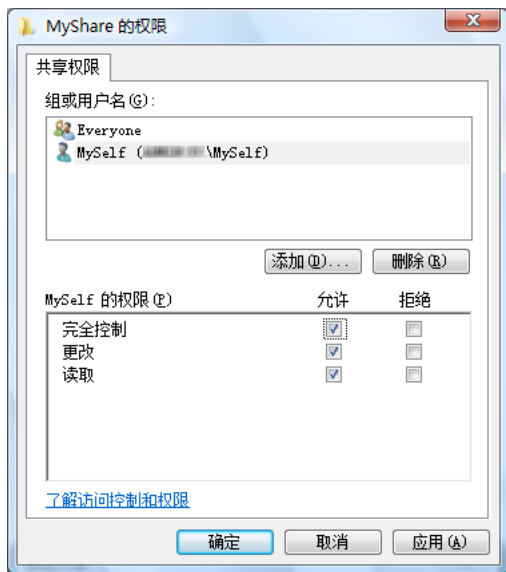 MyShare 的权限
共享权限
组或用户名(G):
Everyone
MySelf ( \MySelf)
添加(D)... 删除(R)
MySelf 的权限(P) 允许 拒绝
完全控制
更改
读取
了解访问控制和权限
确定 取消 应用(A)